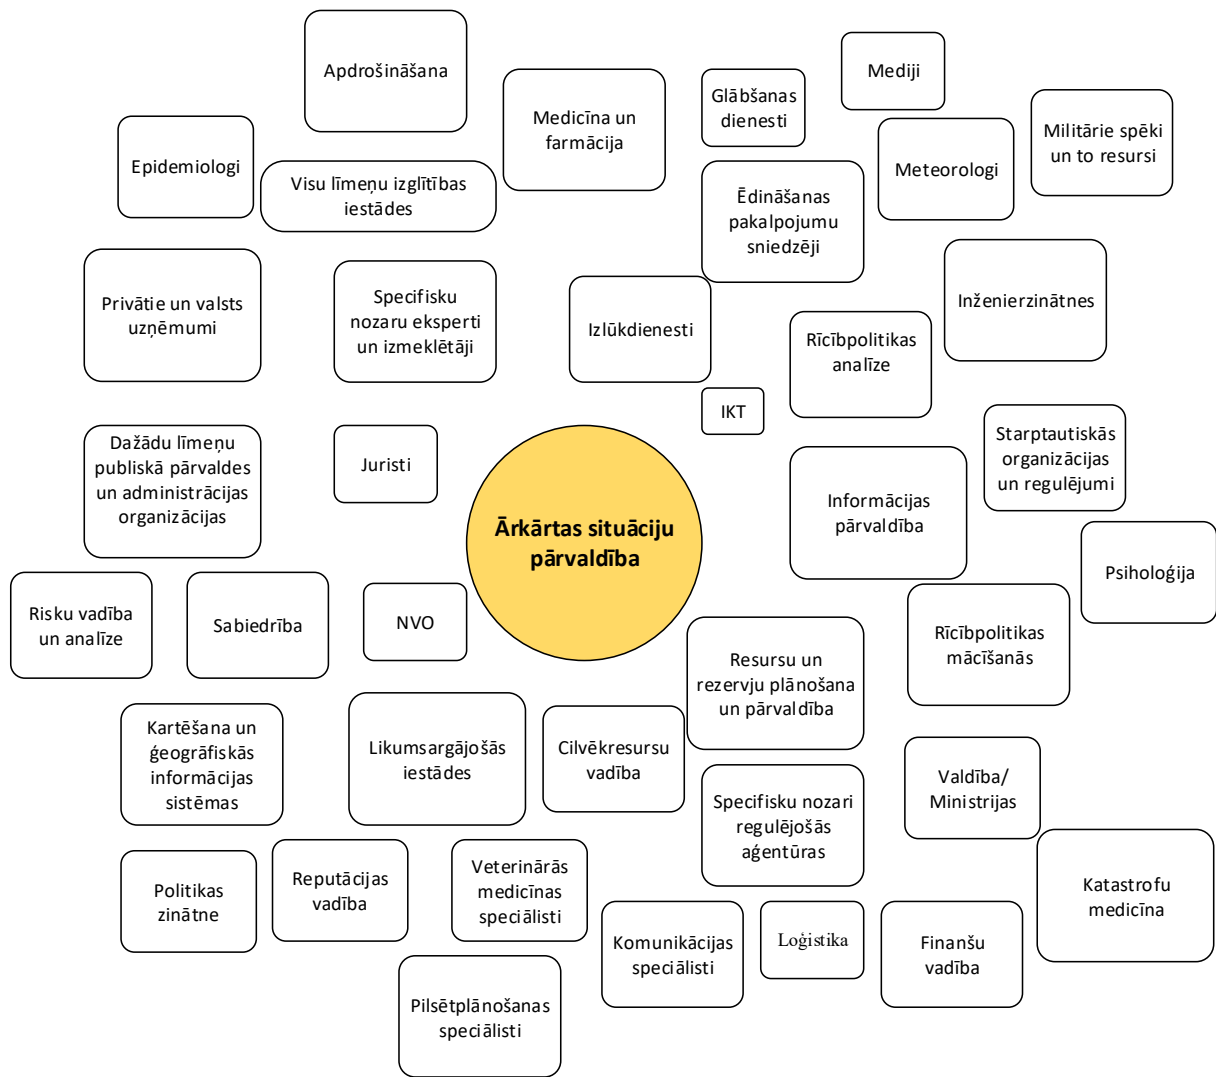 Apdrošināšana
Mediji
Glābšanas
dienesti
Medicīna un
farmācija
Militārie spēki
un to resursi
Epidemiologi
Meteorologi
Visu līmeņu izglītības
iestādes
Ēdināšanas
pakalpojumu
sniedzēji
Privātie un valsts
uzņēmumi
Specifisku
nozaru eksperti
un izmeklētāji
Izlūkdienesti
Inženierzinātnes
Rīcībpolitikas
analīze
IKT
Dažādu līmeņu
publiskā pārvaldes
un administrācijas
organizācijas
Juristi
Starptautiskās
organizācijas
un regulējumi
Informācijas
pārvaldība
Ārkārtas situāciju
pārvaldība
Psiholoģija
Risku vadība
un analīze
Sabiedrība
NVO
Rīcībpolitikas
mācīšanās
Resursu un
rezervju plānošana
un pārvaldība
Kartēšana un
ģeogrāfiskās
informācijas
sistēmas
Likumsargājošās
iestādes
Cilvēkresursu
vadība
Valdība/
Ministrijas
Specifisku nozari
regulējošās
aģentūras
Politikas
zinātne
Reputācijas
vadība
Veterinārās
medicīnas
speciālisti
Katastrofu
medicīna
Komunikācijas
speciālisti
Loģistika
Finanšu
vadība
Pilsētplānošanas
speciālisti